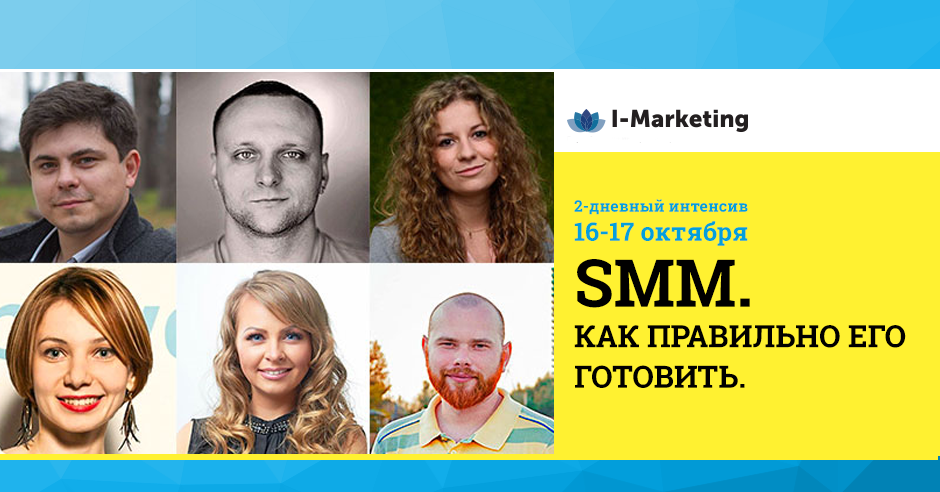 I-Marketing
2-дневный интенсив
16-17 октября
SMM.
КАК ПРАВИЛЬНО ЕГО
ГОТОВИТЬ.